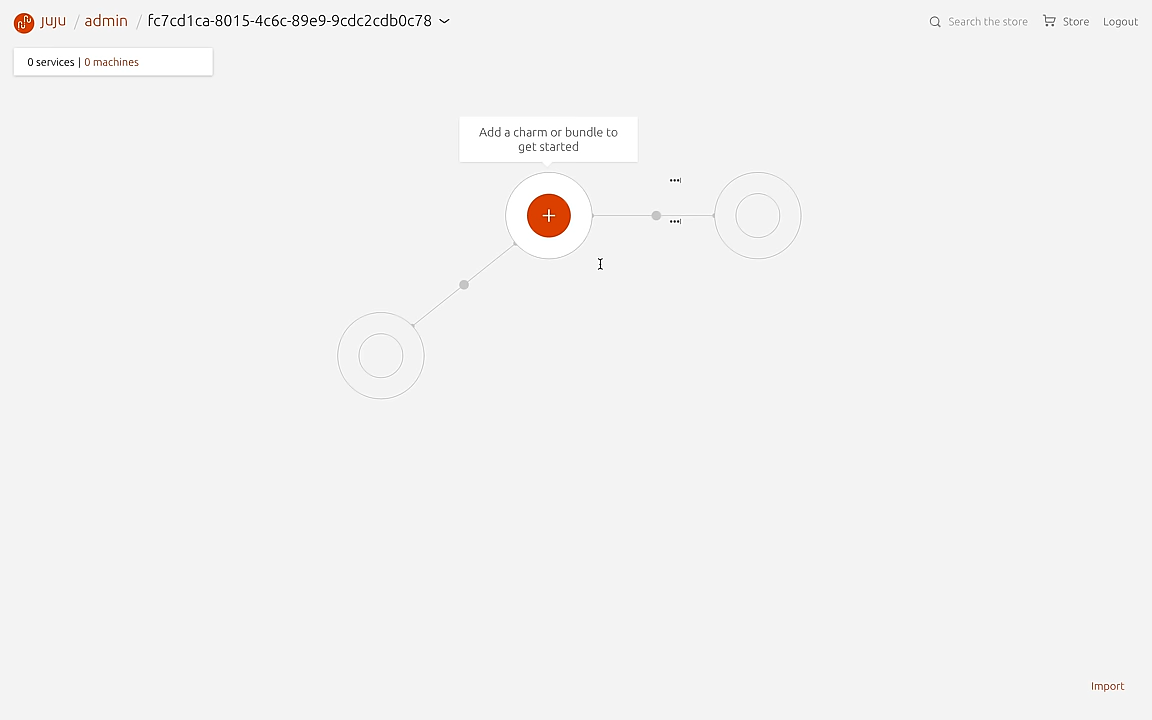 juju / admin / fc7cd1ca-8015-4c6c-89e9-9cdc2cdb0c78
Search the store
Store
Logout
0 services | 0 machines
Add a charm or bundle to
get started
Import